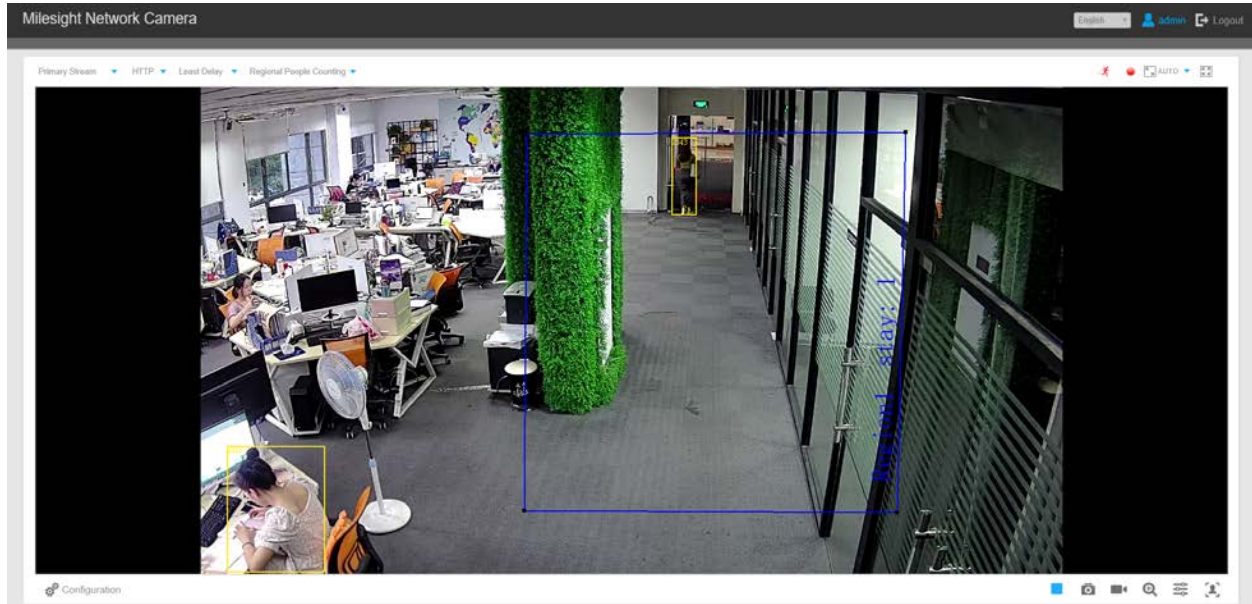 Milesight Network Camera
English
admin
Logout
Primary Stream
HTTP
Least Delay
Regional People Counting
AUTO
Region1 stay: 1
Configuration